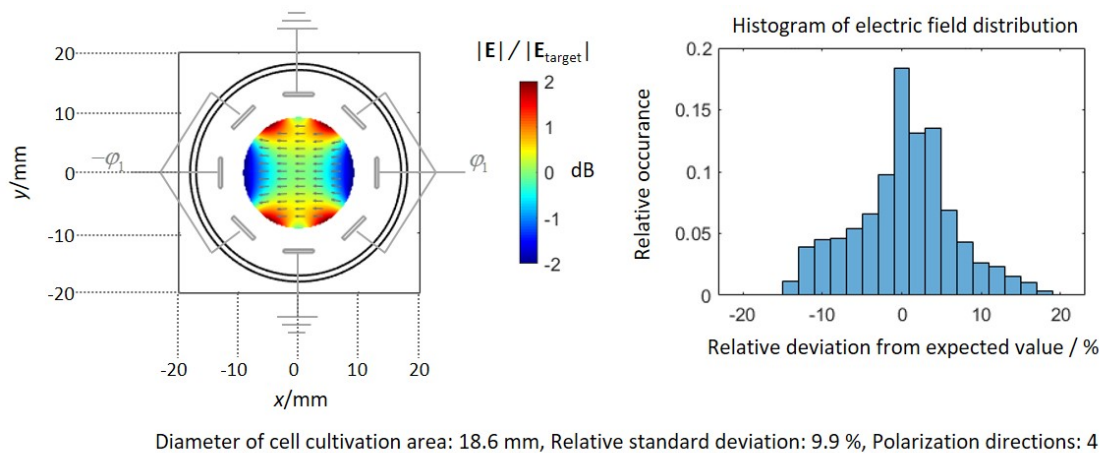 Histogram of electric field distribution
|E| / |E_target|
20
10
0
-10
-20
y/mm
-20 -10 0 10 20
x/mm
−φ₁
φ₁
2
1
0
-1
-2
dB
0.2
0.15
0.1
0.05
0
Relative occurance
-20 -10 0 10 20
Relative deviation from expected value / %
Diameter of cell cultivation area: 18.6 mm, Relative standard deviation: 9.9 %, Polarization directions: 4